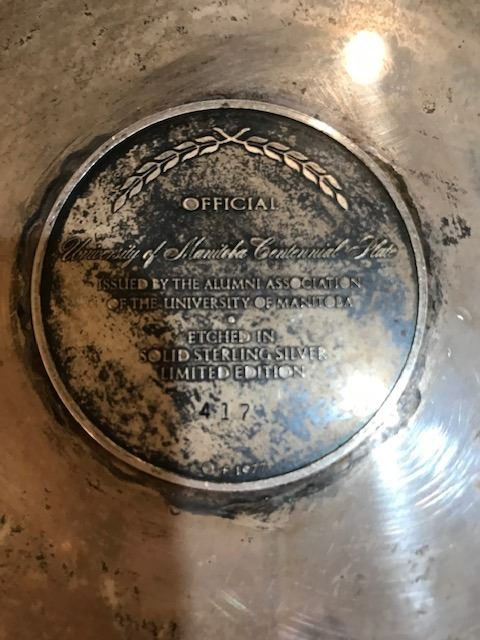 OFFICIAL
University of Manitoba Centennial Plate
ISSUED BY THE ALUMNI ASSOCIATION
OF THE UNIVERSITY OF MANITOBA
ETCHED IN
SOLID STERLING SILVER
LIMITED EDITION
417
1977